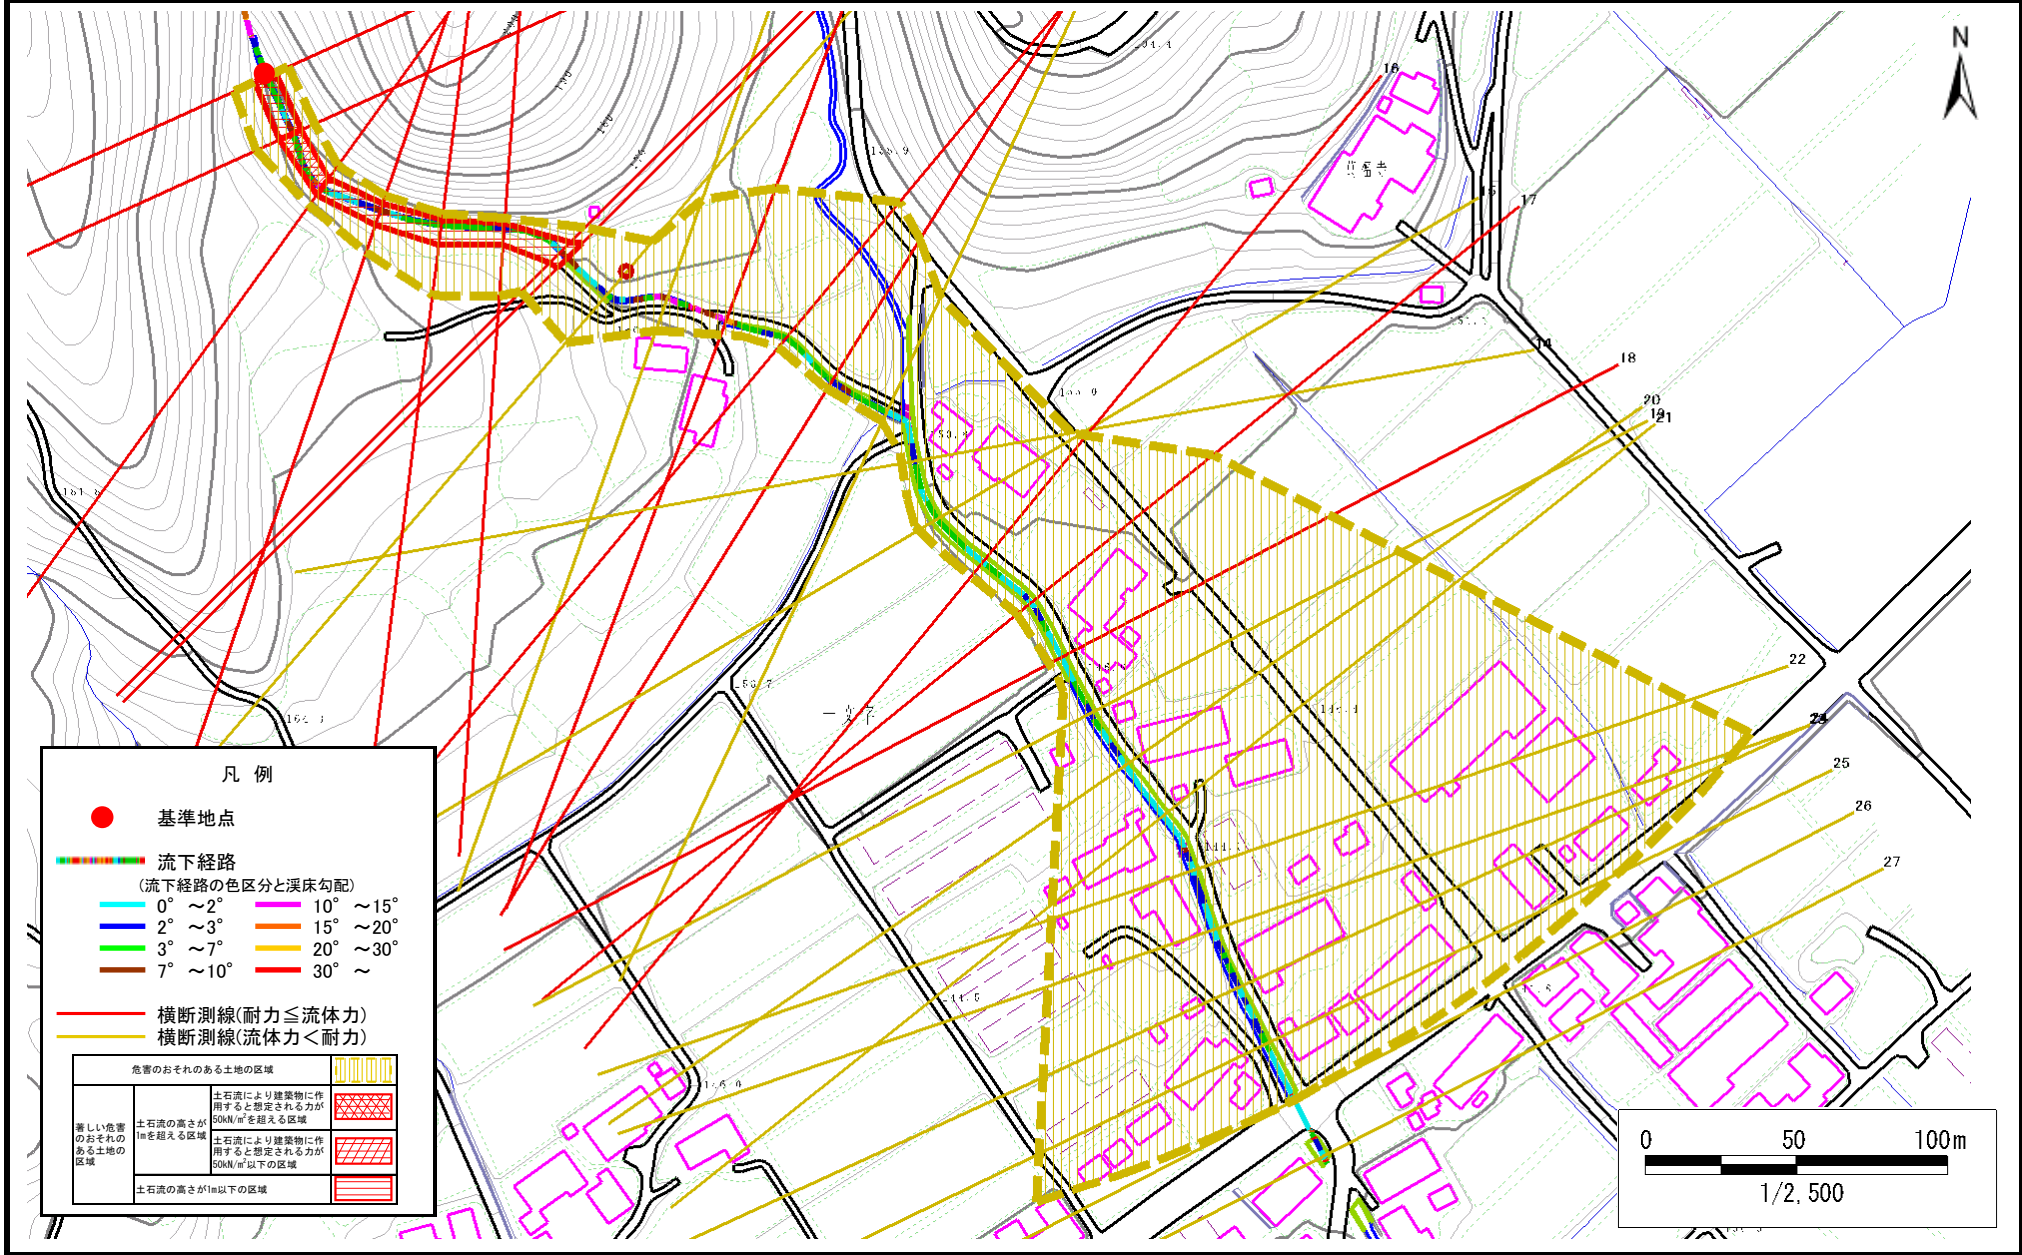 N
16
15
17
14
18
20
19
21
22
25
26
27
156.7
凡 例
基準地点
流下経路
(流下経路の色区分と渓床勾配)
0° ～2° 10° ～15°
2° ～3° 15° ～20°
3° ～7° 20° ～30°
7° ～10° 30° ～
横断測線(耐力≦流体力)
横断測線(流体力＜耐力)
危害のおそれのある土地の区域
著しい危害
のおそれの
ある土地の
区域
土石流の高さが
1mを超える区域
土石流により建築物に作
用すると想定される力が
50kN/m²を超える区域
土石流により建築物に作
用すると想定される力が
50kN/m²以下の区域
土石流の高さが1m以下の区域
0 50 100m
1/2,500